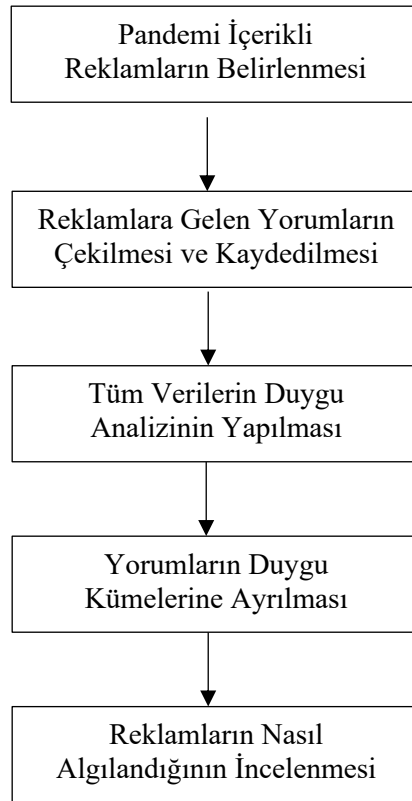 Pandemi İçerikli
Reklamların Belirlenmesi
Reklamlara Gelen Yorumların
Çekilmesi ve Kaydedilmesi
Tüm Verilerin Duygu
Analizinin Yapılması
Yorumların Duygu
Kümelerine Ayrılması
Reklamların Nasıl
Algılandığının İncelenmesi